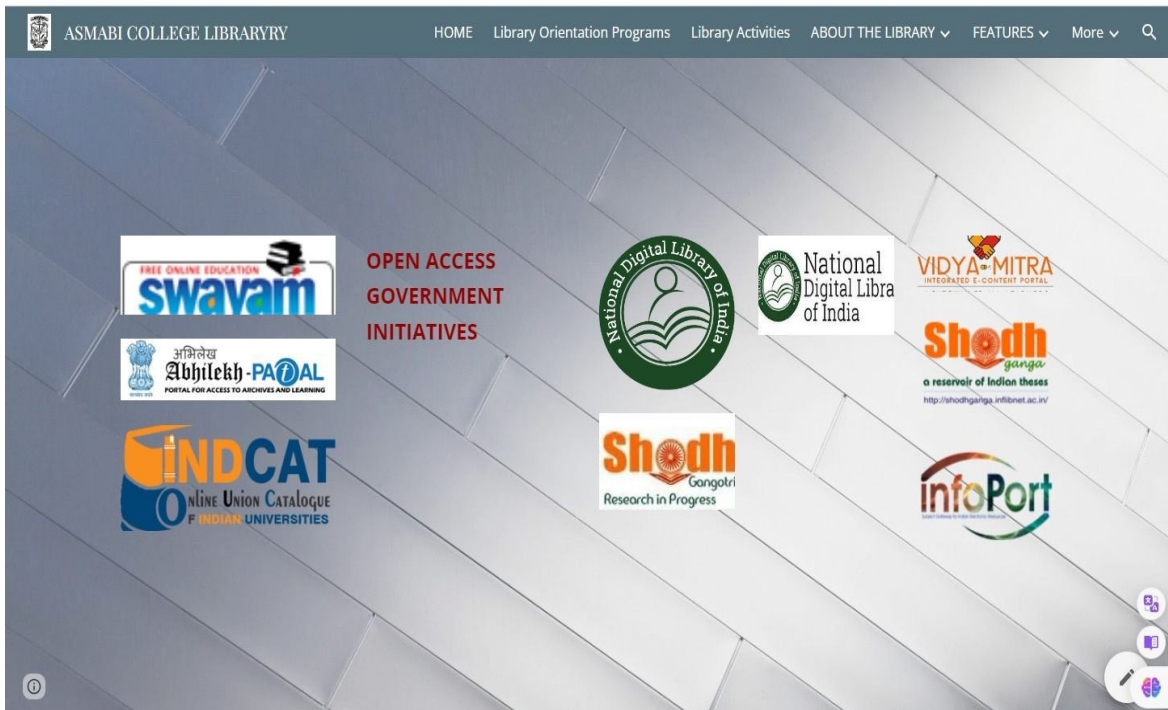 ASMABI COLLEGE LIBRARYRY
HOME Library Orientation Programs Library Activities ABOUT THE LIBRARY FEATURES More
FREE ONLINE EDUCATION
swayam
OPEN ACCESS
GOVERNMENT
INITIATIVES
अभिलेख
Abhilekh-PATAL
PORTAL FOR ACCESS TO ARCHIVES AND LEARNING
INDCAT
ONLINE UNION CATALOGUE
OF INDIAN UNIVERSITIES
National Digital Library of India
National
Digital Libra
of India
Shodh
Gangotri
Research in Progress
VIDYA-MITRA
INTEGRATED E-CONTENT PORTAL
Shodh
ganga
a reservoir of Indian theses
http://shodhganga.inflibnet.ac.in/
infoPort